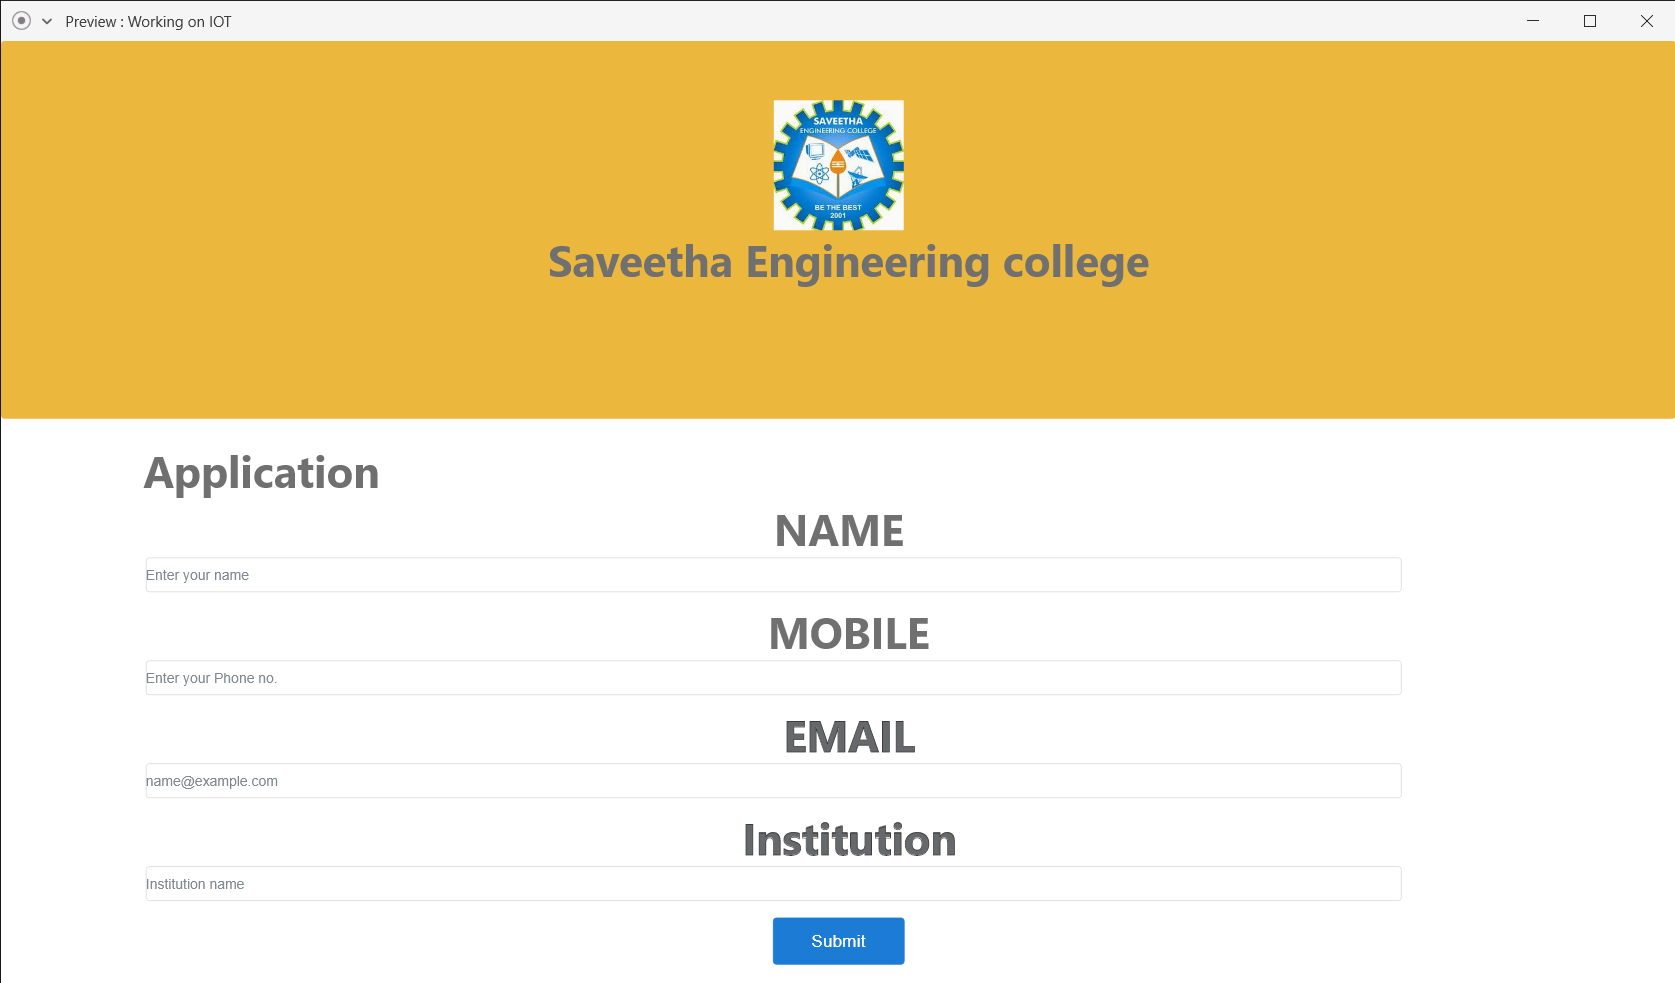 Preview : Working on IOT
SAVEETHA
ENGINEERING COLLEGE
BE THE BEST
2001
Saveetha Engineering college
Application
NAME
Enter your name
MOBILE
Enter your Phone no.
EMAIL
name@example.com
Institution
Institution name
Submit